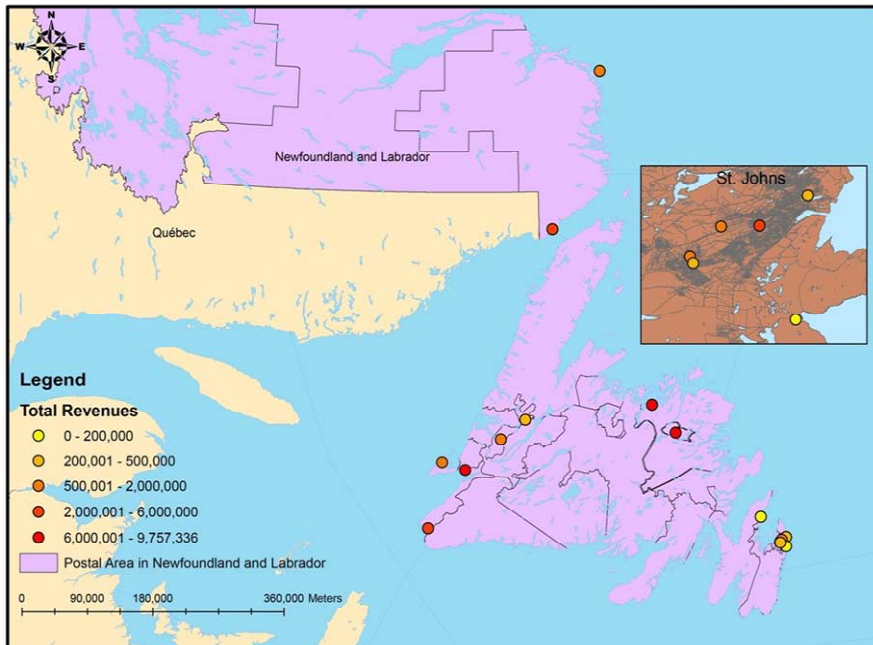 N
W E
S
Newfoundland and Labrador
Québec
St. Johns
Legend
Total Revenues
0 - 200,000
200,001 - 500,000
500,001 - 2,000,000
2,000,001 - 6,000,000
6,000,001 - 9,757,336
Postal Area in Newfoundland and Labrador
0 90,000 180,000 360,000 Meters